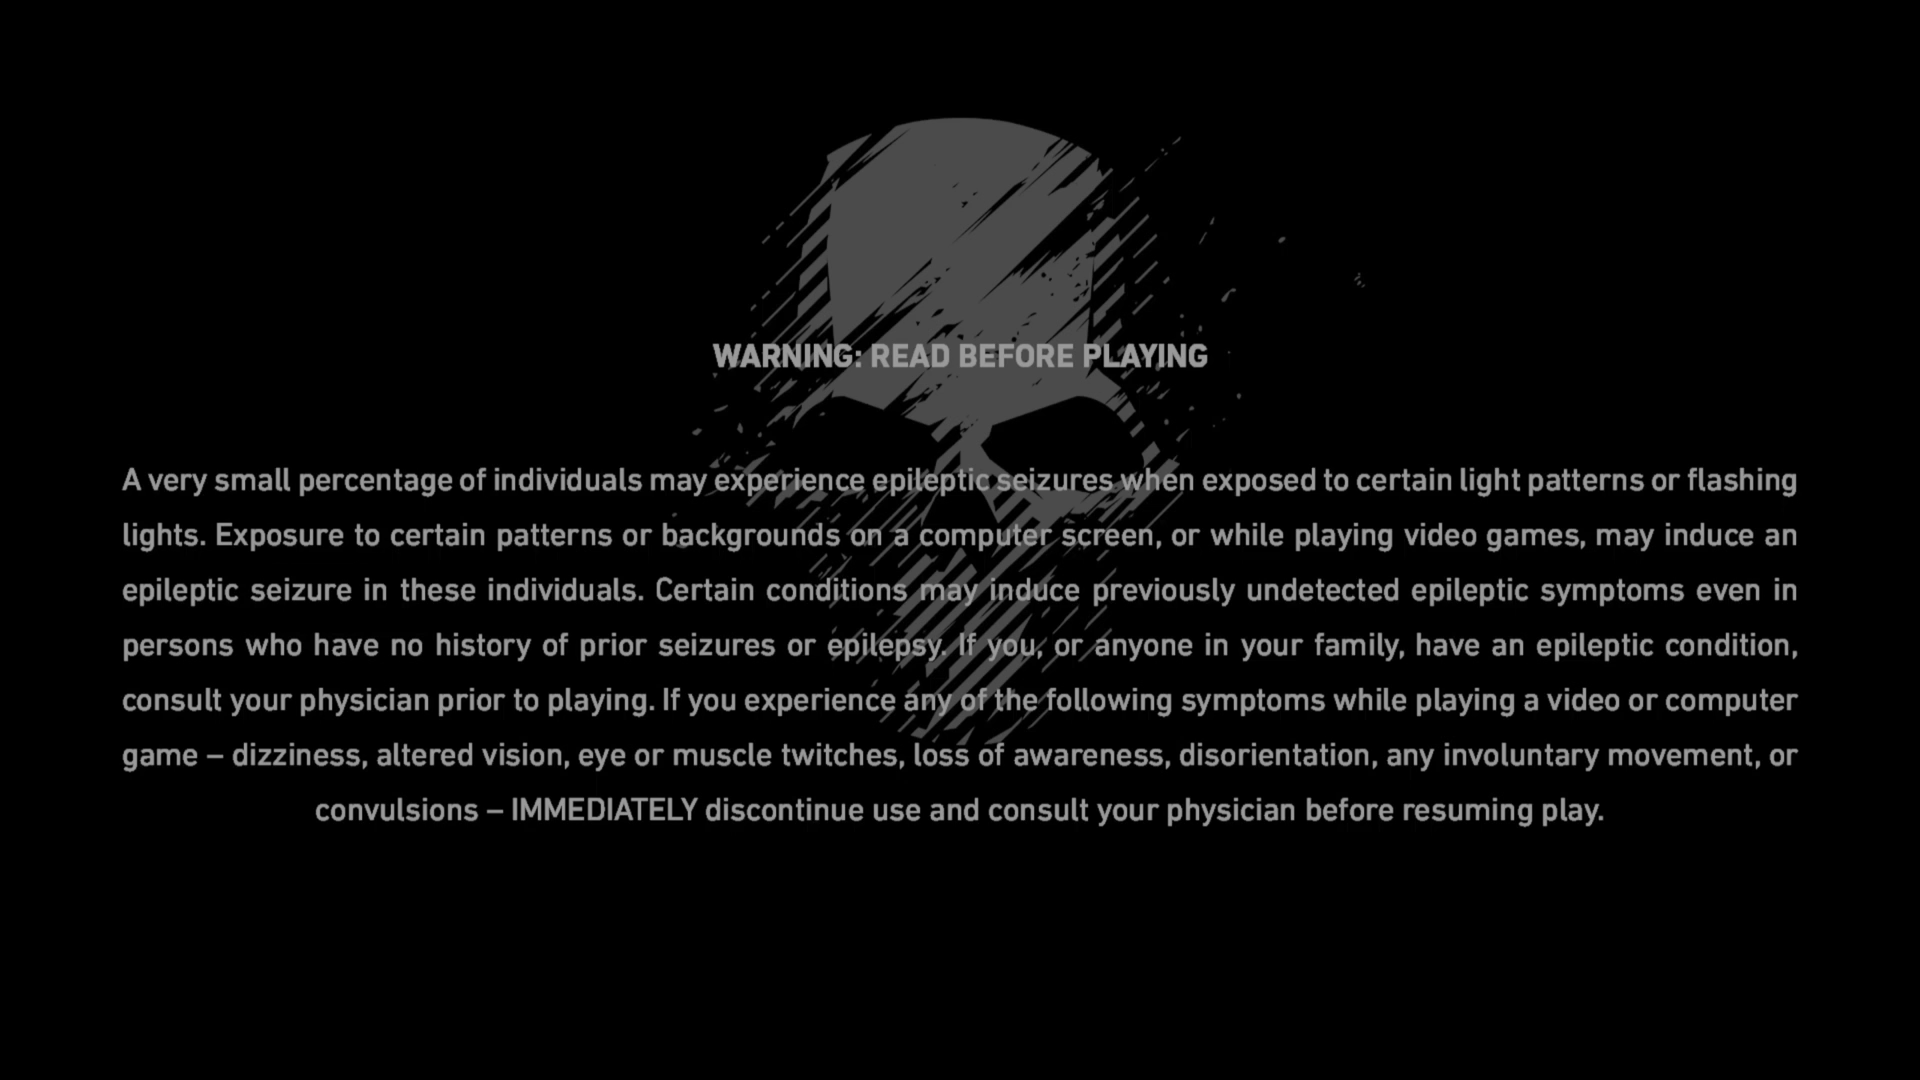 WARNING: READ BEFORE PLAYING
A very small percentage of individuals may experience epileptic seizures when exposed to certain light patterns or flashing
lights. Exposure to certain patterns or backgrounds on a computer screen, or while playing video games, may induce an
epileptic seizure in these individuals. Certain conditions may induce previously undetected epileptic symptoms even in
persons who have no history of prior seizures or epilepsy. If you, or anyone in your family, have an epileptic condition,
consult your physician prior to playing. If you experience any of the following symptoms while playing a video or computer
game – dizziness, altered vision, eye or muscle twitches, loss of awareness, disorientation, any involuntary movement, or
convulsions – IMMEDIATELY discontinue use and consult your physician before resuming play.